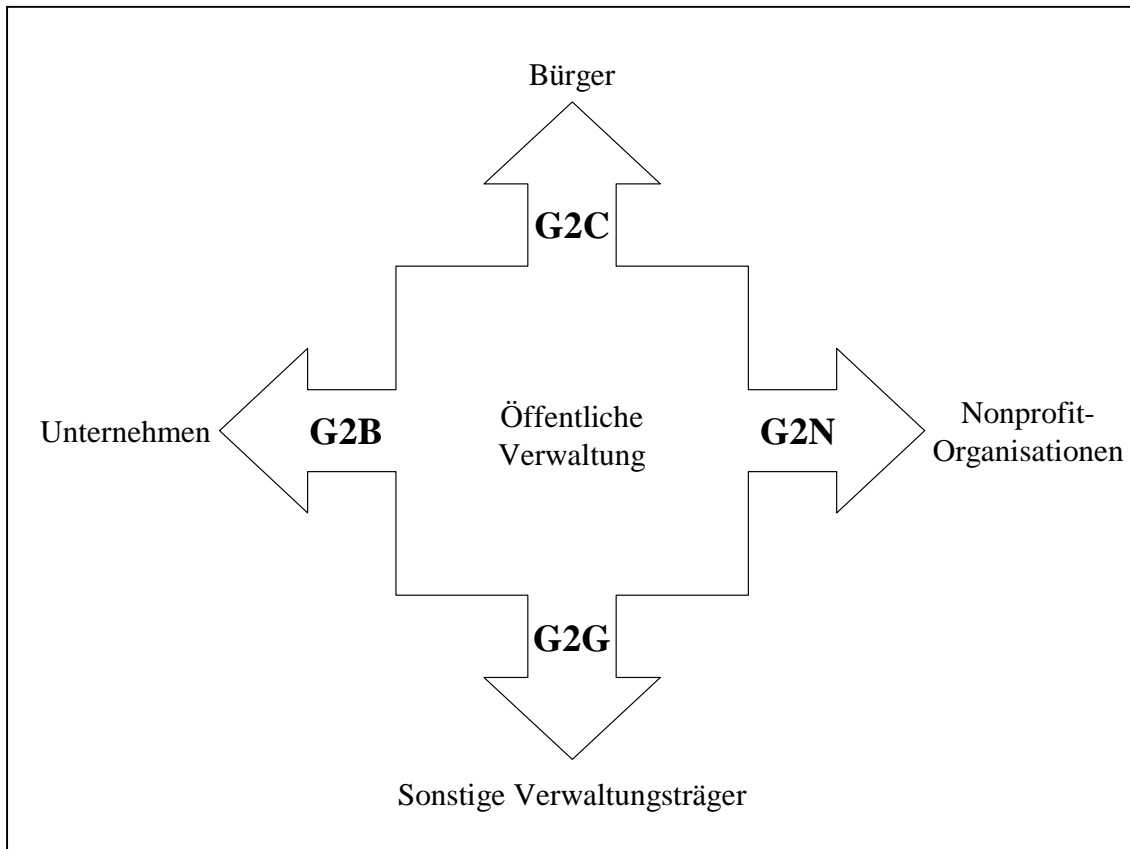 Bürger
G2C
Unternehmen
G2B
Öffentliche
Verwaltung
G2N
Nonprofit-
Organisationen
G2G
Sonstige Verwaltungsträger